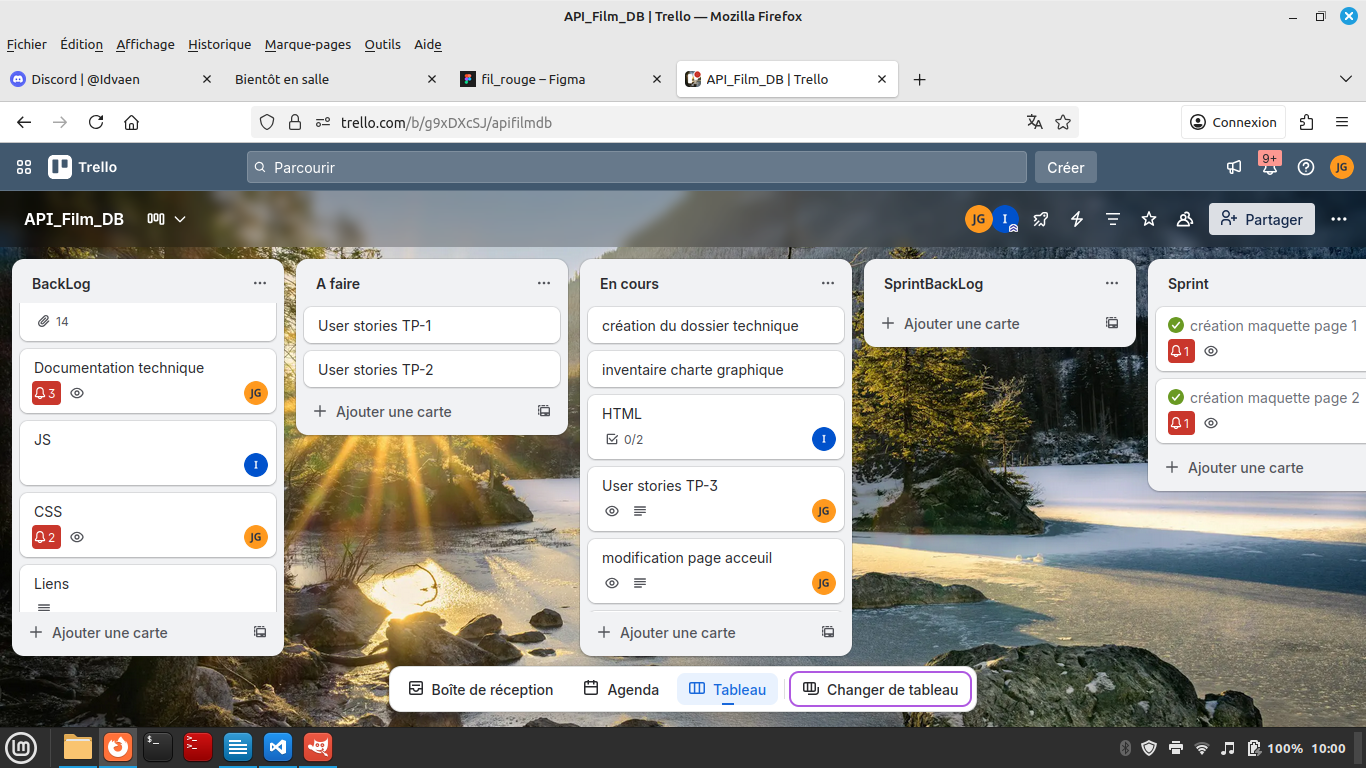 API_Film_DB | Trello — Mozilla Firefox
Fichier Édition Affichage Historique Marque-pages Outils Aide
Discord | @Idvaen
Bientôt en salle
fil_rouge – Figma
API_Film_DB | Trello
trello.com/b/g9xDXcSJ/apifilmdb
Connexion
Trello
Parcourir
Créer
9+
JG
API_Film_DB
JG
I
Partager
BackLog
14
Documentation technique
3
JG
JS
I
CSS
2
JG
Liens
Ajouter une carte
A faire
User stories TP-1
User stories TP-2
Ajouter une carte
En cours
création du dossier technique
inventaire charte graphique
HTML
0/2
I
User stories TP-3
JG
modification page acceuil
JG
Ajouter une carte
SprintBackLog
Ajouter une carte
Sprint
création maquette page 1
1
création maquette page 2
1
Ajouter une carte
Boîte de réception
Agenda
Tableau
Changer de tableau
100% 10:00